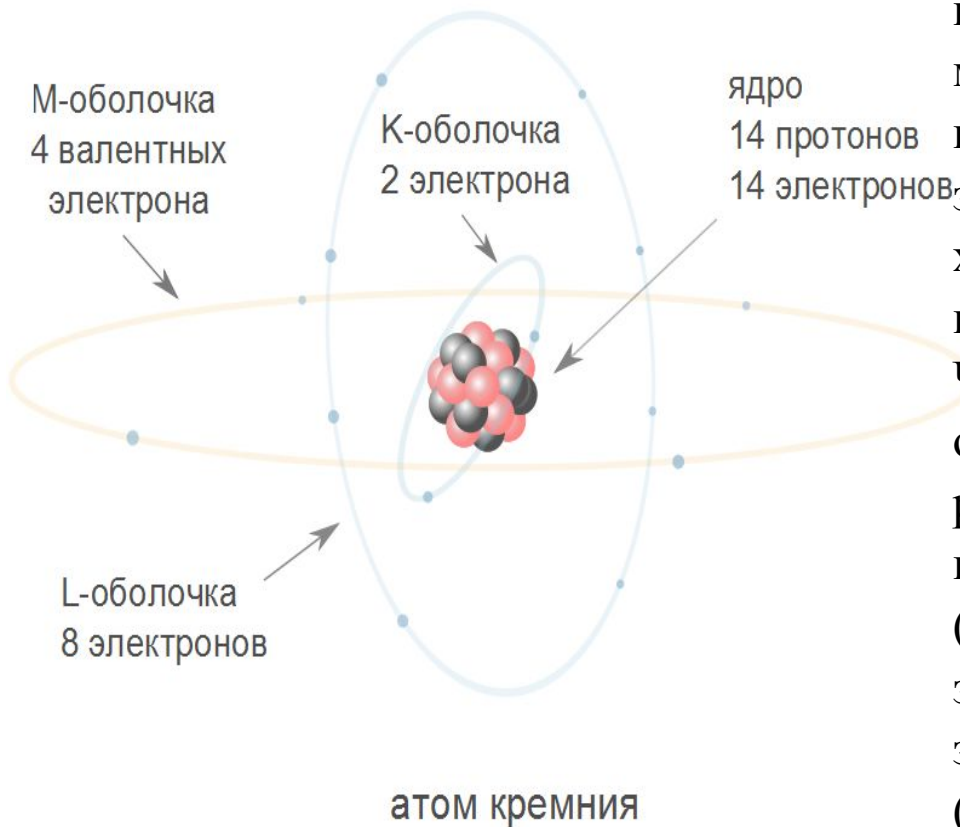 М-оболочка
4 валентных
электрона
К-оболочка
2 электрона
ядро
14 протонов
14 электронов
L-оболочка
8 электронов
атом кремния